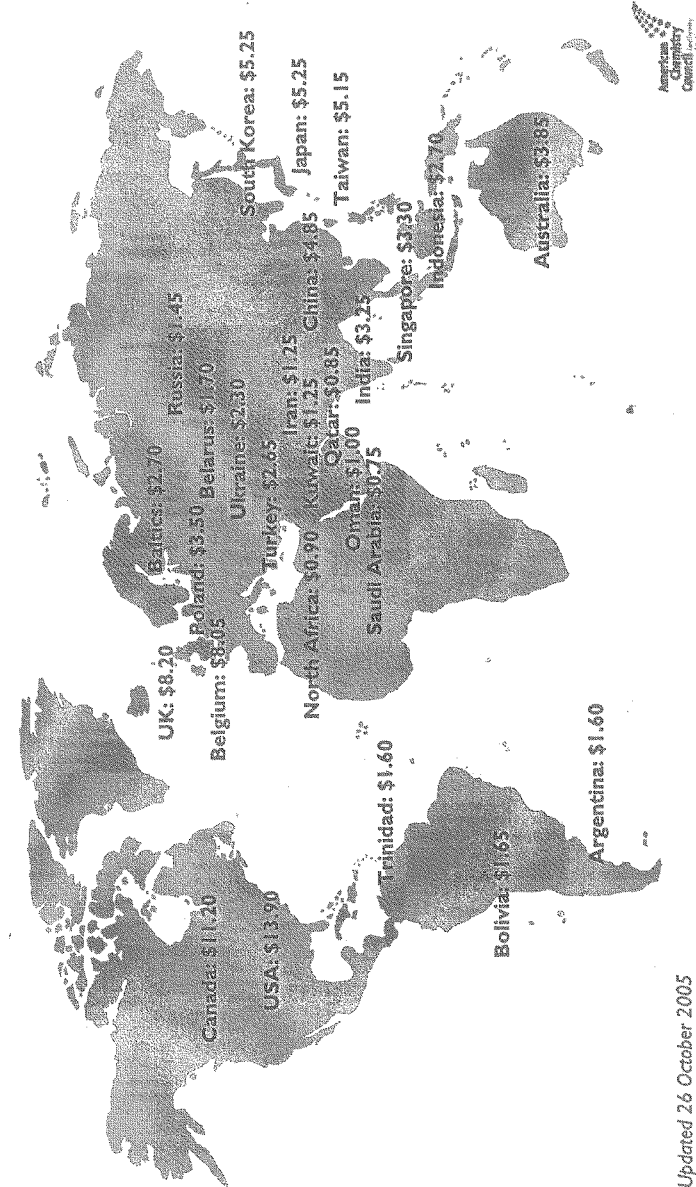 Canada: $11.20
USA: $13.90
Trinidad: $1.60
Bolivia: $1.65
Argentina: $1.60
UK: $8.20
Belgium: $8.05
Baltics: $2.70
Poland: $3.50
Russia: $1.45
Belarus: $1.70
Ukraine: $2.30
Turkey: $2.65
North Africa: $0.90
Iran: $1.25
Kuwait: $1.25
Qatar: $0.85
Oman: $1.00
Saudi Arabia: $0.75
South Korea: $5.25
Japan: $5.25
Taiwan: $5.15
China: $4.85
India: $3.25
Singapore: $3.30
Indonesia: $2.70
Australia: $3.85
Updated 26 October 2005
American
Chemistry
Council